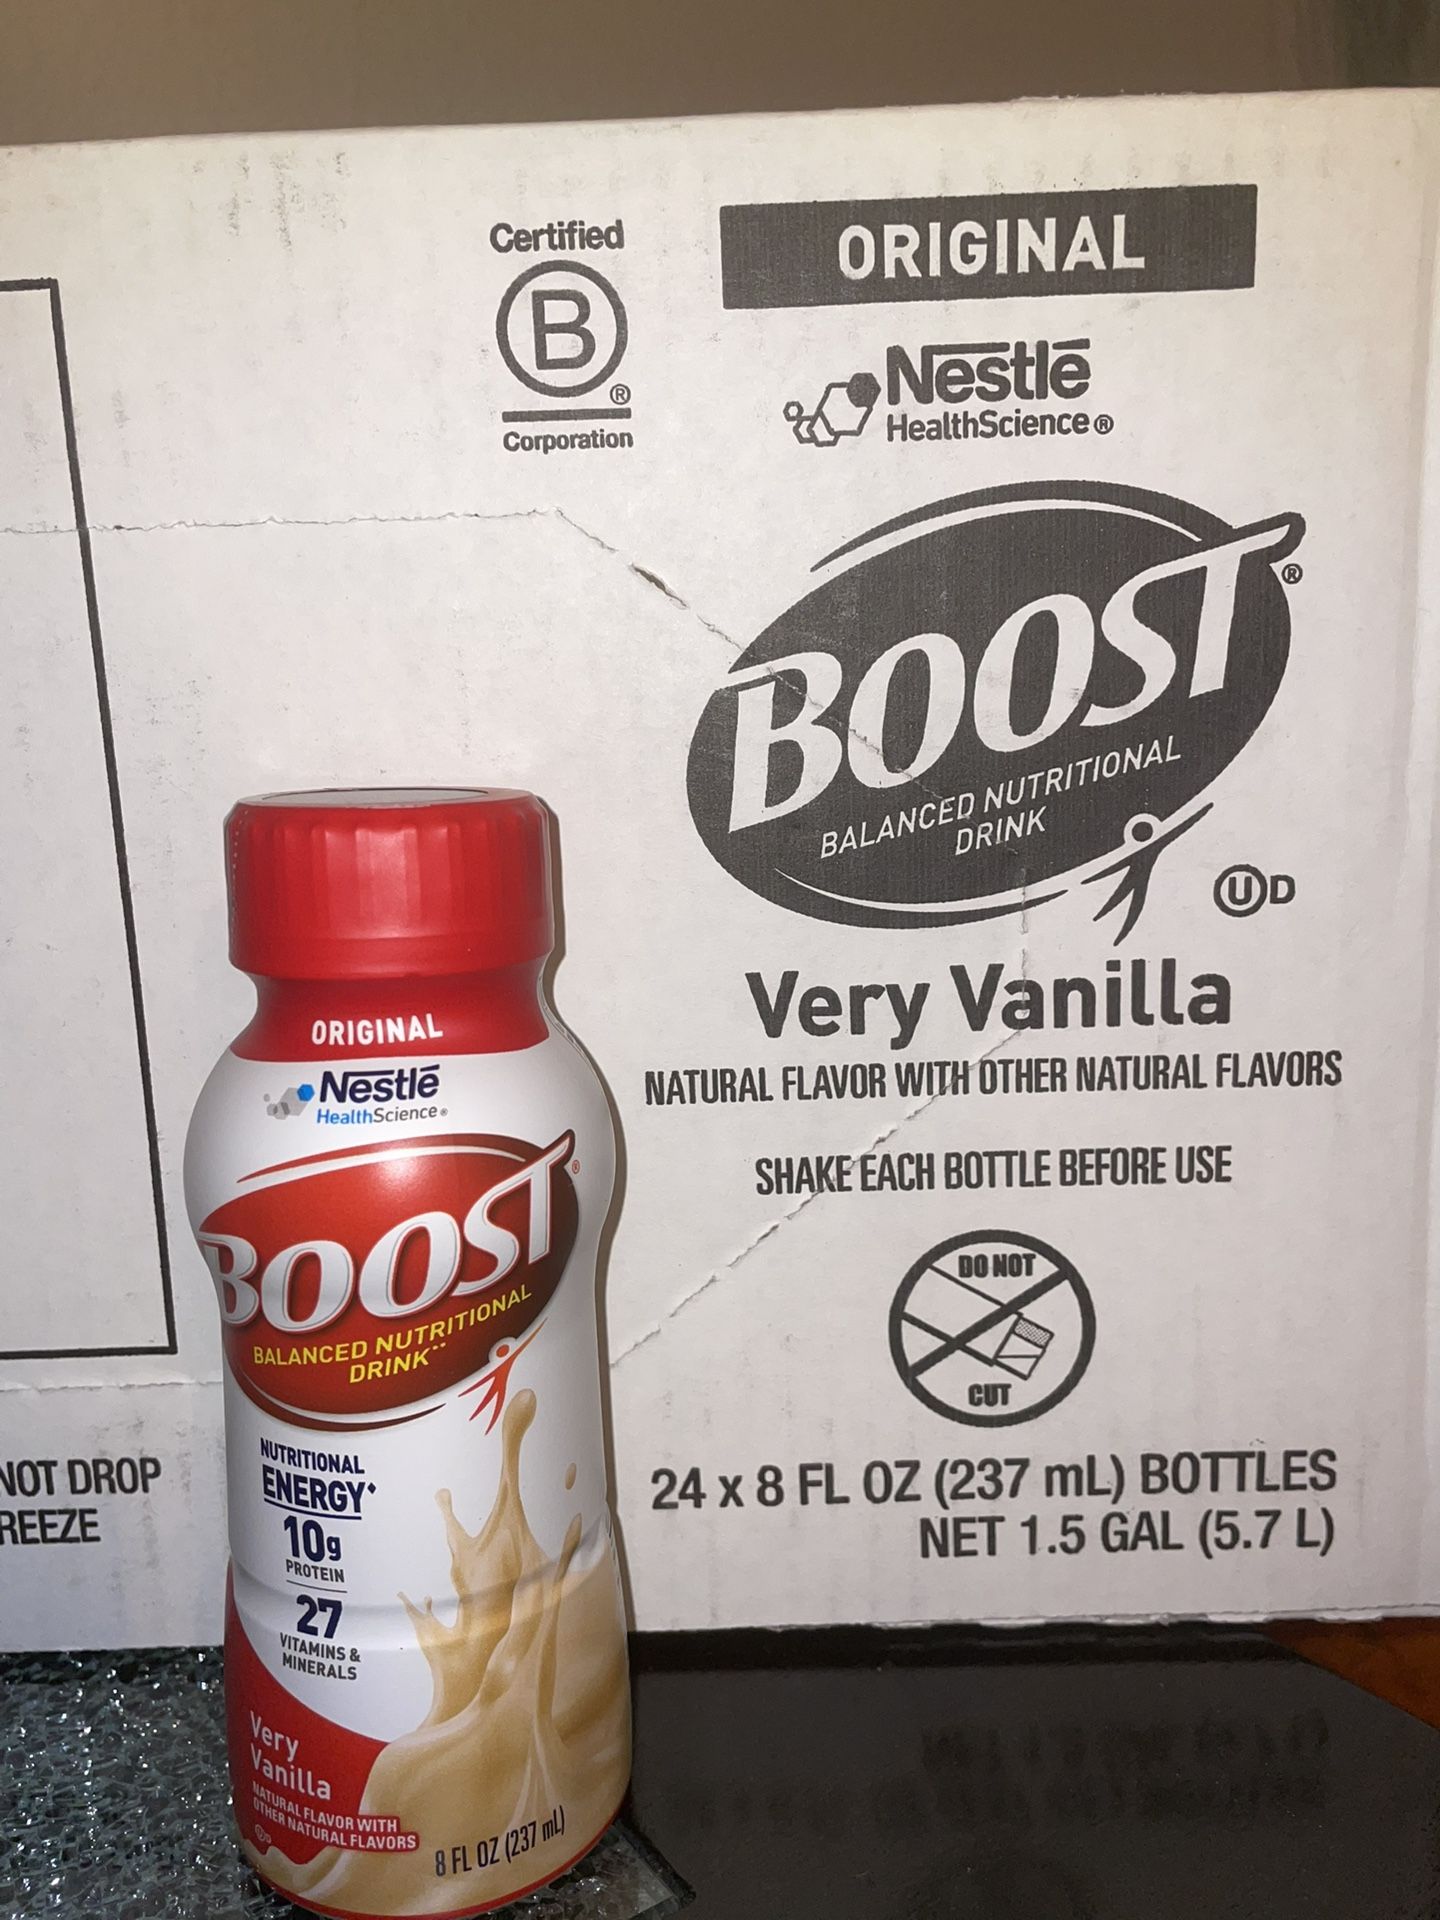 Certified
B
®
Corporation
ORIGINAL
Nestlē
HealthScience®
BOOST®
BALANCED NUTRITIONAL
DRINK
U D
Very Vanilla
NATURAL FLAVOR WITH OTHER NATURAL FLAVORS
SHAKE EACH BOTTLE BEFORE USE
DO NOT
CUT
24 x 8 FL OZ (237 mL) BOTTLES
NET 1.5 GAL (5.7 L)
NOT DROP
REEZE
ORIGINAL
Nestlē
HealthScience®
BOOST®
BALANCED NUTRITIONAL
DRINK**
NUTRITIONAL
ENERGY♦
10g
PROTEIN
27
VITAMINS &
MINERALS
Very
Vanilla
NATURAL FLAVOR WITH
OTHER NATURAL FLAVORS
U D
8 FL OZ (237 mL)